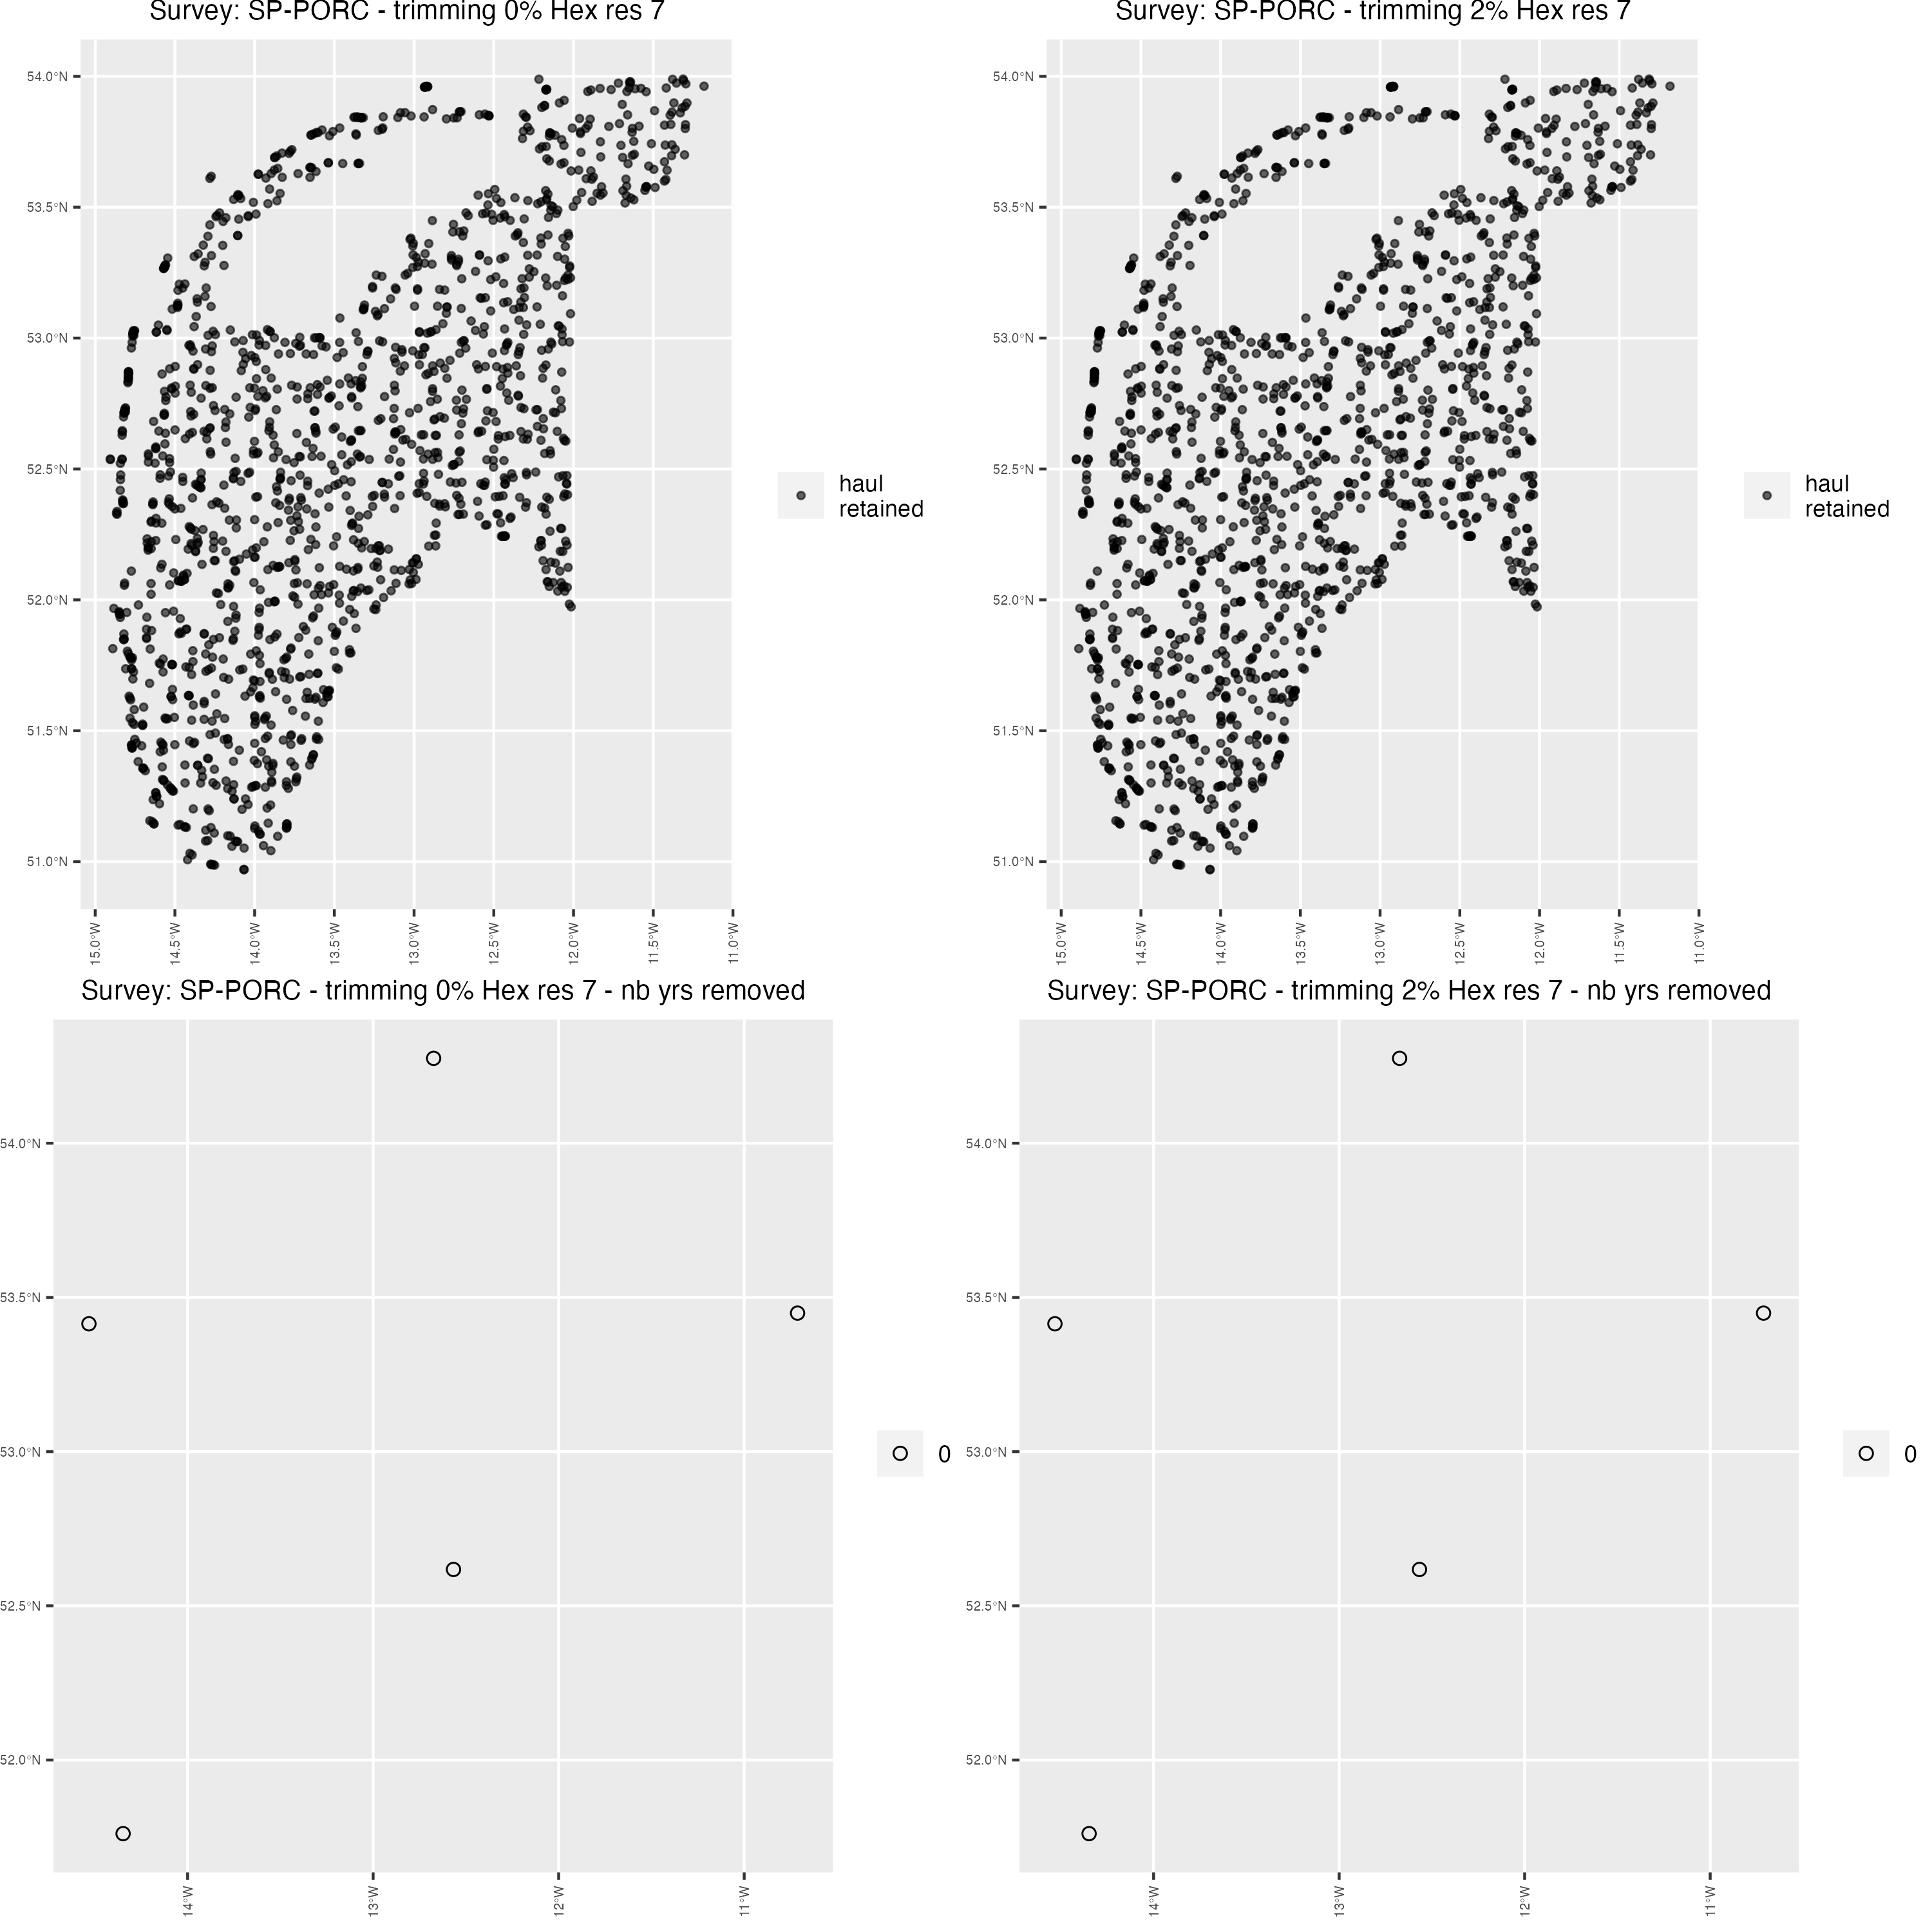 Survey: SP-PORC - trimming 0% Hex res 7
54.0°N
53.5°N
53.0°N
52.5°N
52.0°N
51.5°N
51.0°N
15.0°W
14.5°W
14.0°W
13.5°W
13.0°W
12.5°W
12.0°W
11.5°W
11.0°W
haul
retained
Survey: SP-PORC - trimming 2% Hex res 7
54.0°N
53.5°N
53.0°N
52.5°N
52.0°N
51.5°N
51.0°N
15.0°W
14.5°W
14.0°W
13.5°W
13.0°W
12.5°W
12.0°W
11.5°W
11.0°W
haul
retained
Survey: SP-PORC - trimming 0% Hex res 7 - nb yrs removed
54.0°N
53.5°N
53.0°N
52.5°N
52.0°N
14°W
13°W
12°W
11°W
0
Survey: SP-PORC - trimming 2% Hex res 7 - nb yrs removed
54.0°N
53.5°N
53.0°N
52.5°N
52.0°N
14°W
13°W
12°W
11°W
0